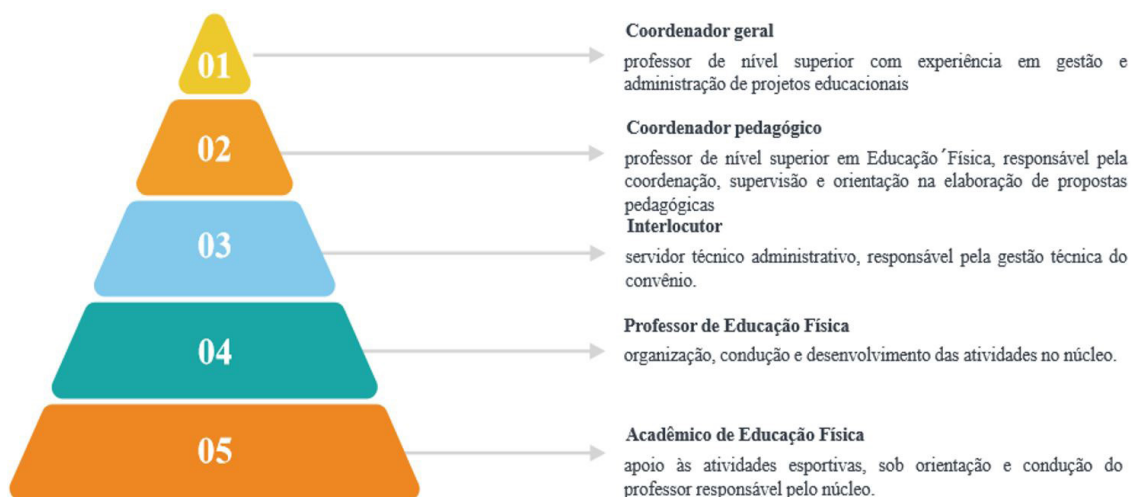 01
Coordenador geral
professor de nível superior com experiência em gestão e
administração de projetos educacionais
02
Coordenador pedagógico
professor de nível superior em Educação´Física, responsável pela
coordenação, supervisão e orientação na elaboração de propostas
pedagógicas
03
Interlocutor
servidor técnico administrativo, responsável pela gestão técnica do
convênio.
04
Professor de Educação Física
organização, condução e desenvolvimento das atividades no núcleo.
05
Acadêmico de Educação Física
apoio às atividades esportivas, sob orientação e condução do
professor responsável pelo núcleo.